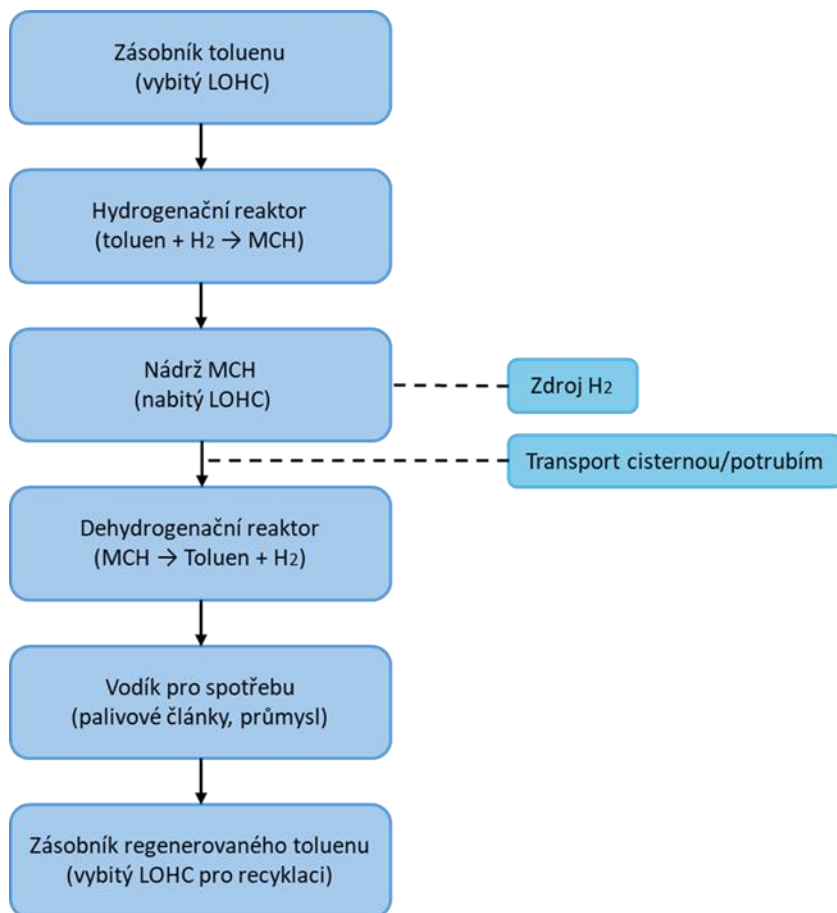 Zásobník toluenu
(vybitý LOHC)
Hydrogenační reaktor
(toluen + H2 → MCH)
Nádrž MCH
(nabitý LOHC)
Zdroj H2
Transport cisternou/potrubím
Dehydrogenační reaktor
(MCH → Toluen + H2)
Vodík pro spotřebu
(palivové články, průmysl)
Zásobník regenerovaného toluenu
(vybitý LOHC pro recyklaci)